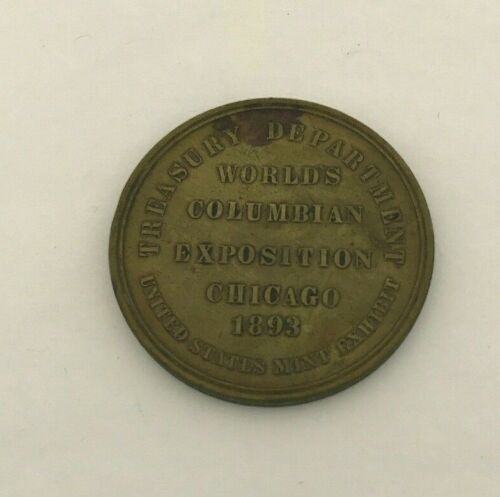 TREASURY DEPARTMENT
WORLD'S
COLUMBIAN
EXPOSITION
CHICAGO
1893
UNITED STATES MINT EXHIBIT